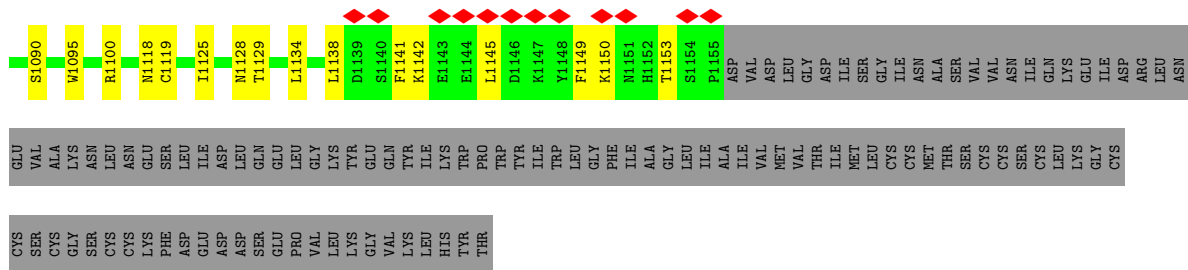 S1090 W1095 R1100 N1118 C1119 I1125 N1128 T1129 L1134 L1138 D1139 S1140 F1141 K1142 E1143 E1144 L1145 D1146 K1147 Y1148 F1149 K1150 N1151 H1152 T1153 S1154 P1155 ASP VAL ASP LEU GLY ASP ILE SER GLY ILE ASN ALA SER VAL VAL ASN ILE GLN LYS GLU ILE ASP ARG LEU ASN
GLU VAL ALA LYS ASN LEU ASN GLU SER LEU ILE ASP LEU GLN GLU LEU GLY LYS TYR GLU GLN TYR ILE LYS TRP PRO TRP TYR ILE TRP LEU GLY PHE ILE ALA GLY LEU ILE ALA ILE VAL MET VAL THR ILE MET LEU CYS CYS MET THR SER CYS CYS SER CYS LEU LYS GLY CYS
CYS SER CYS GLY SER CYS CYS LYS PHE ASP GLU ASP ASP SER GLU PRO VAL LEU LYS GLY VAL LYS LEU HIS TYR THR